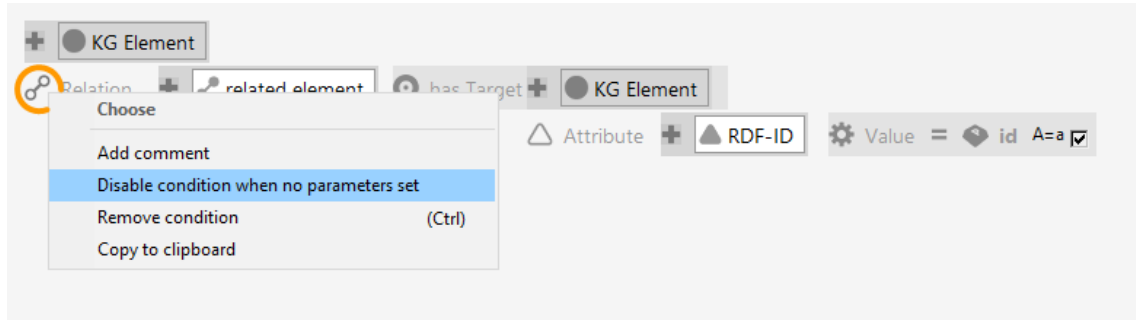 KG Element
Relation related element has Target KG Element
Choose
Attribute RDF-ID Value = id A=a
Add comment
Disable condition when no parameters set
Remove condition (Ctrl)
Copy to clipboard